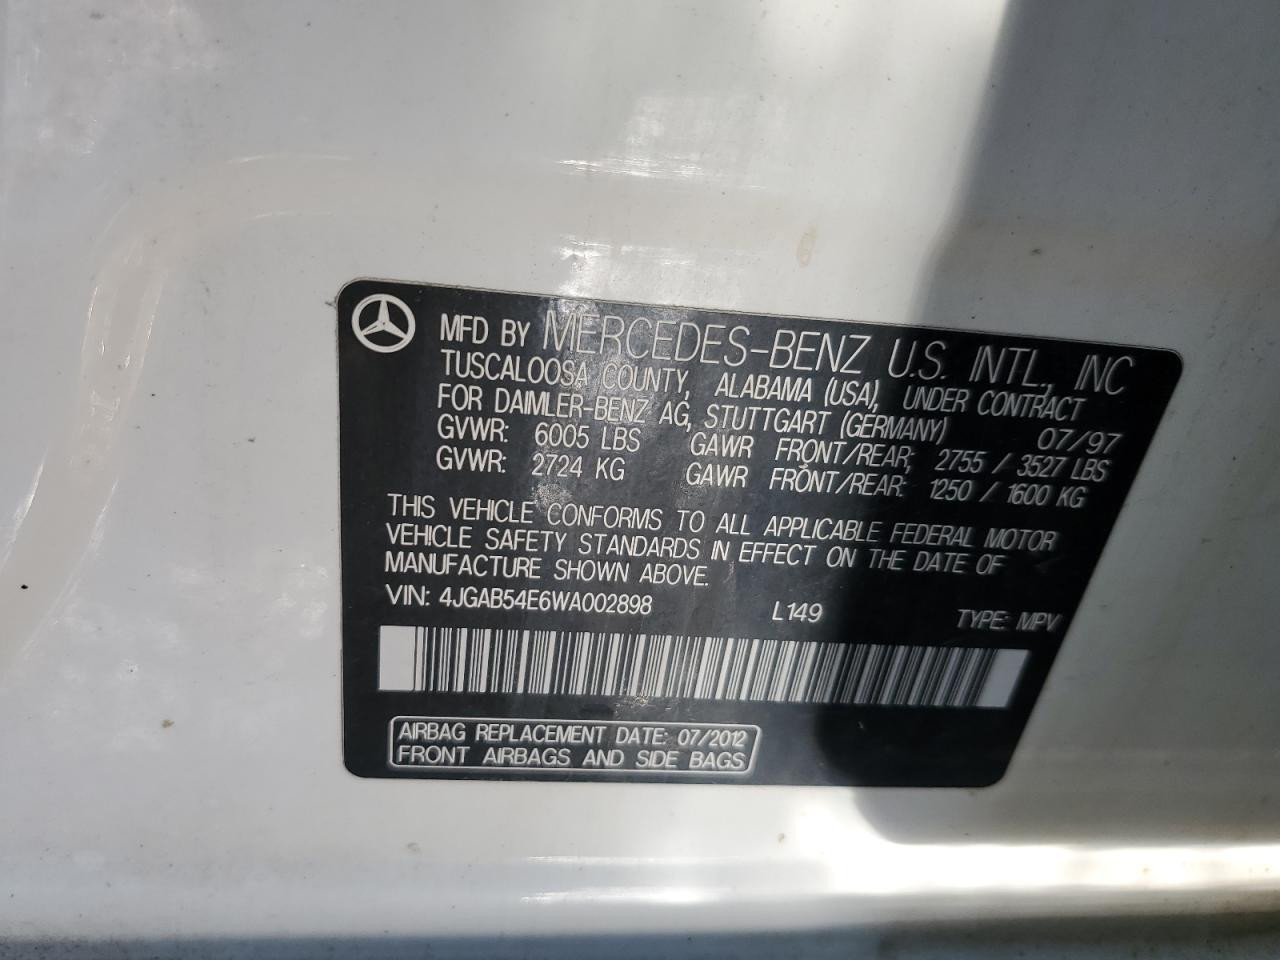 MFD BY MERCEDES-BENZ U.S. INTL., INC
TUSCALOOSA COUNTY, ALABAMA (USA), UNDER CONTRACT
FOR DAIMLER-BENZ AG, STUTTGART (GERMANY) 07/97
GVWR: 6005 LBS GAWR FRONT/REAR: 2755 / 3527 LBS
GVWR: 2724 KG GAWR FRONT/REAR: 1250 / 1600 KG
THIS VEHICLE CONFORMS TO ALL APPLICABLE FEDERAL MOTOR
VEHICLE SAFETY STANDARDS IN EFFECT ON THE DATE OF
MANUFACTURE SHOWN ABOVE.
VIN: 4JGAB54E6WA002898 L149 TYPE: MPV
AIRBAG REPLACEMENT DATE: 07/2012
FRONT AIRBAGS AND SIDE BAGS